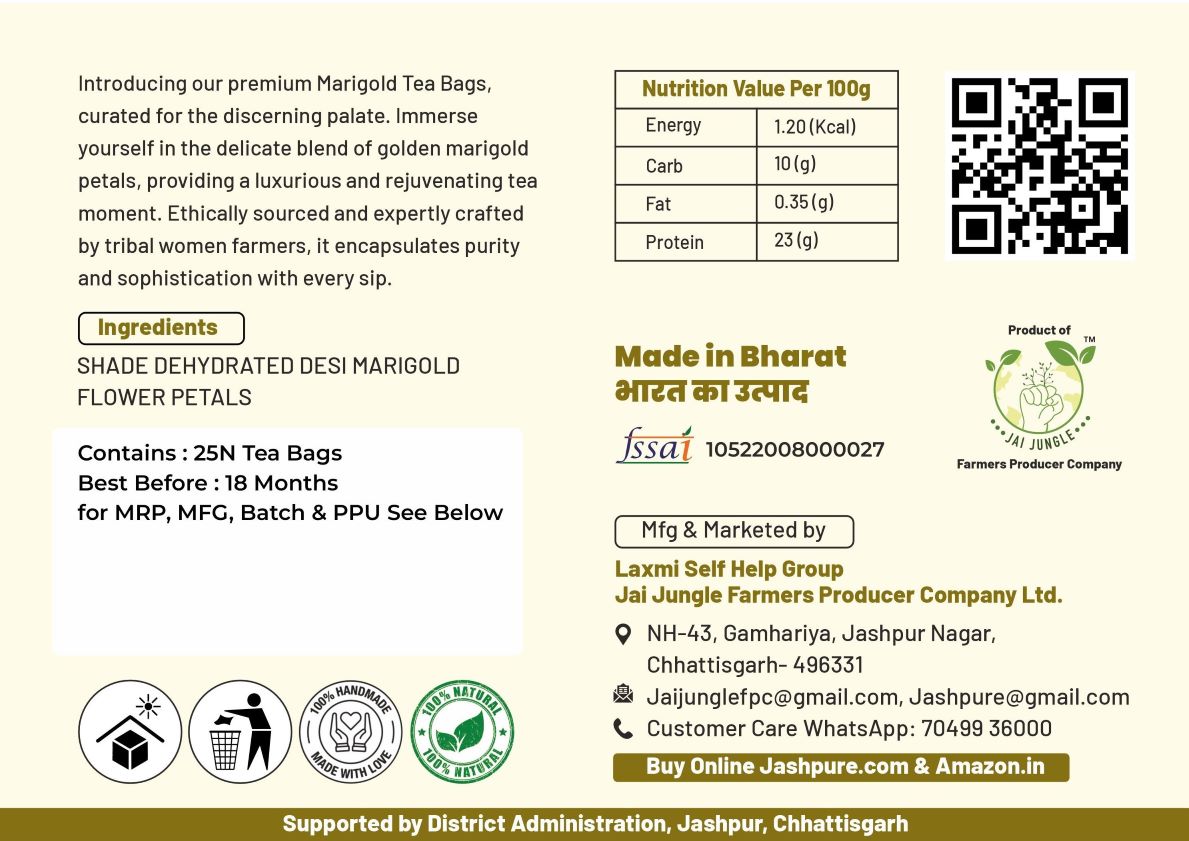 Introducing our premium Marigold Tea Bags,
curated for the discerning palate. Immerse
yourself in the delicate blend of golden marigold
petals, providing a luxurious and rejuvenating tea
moment. Ethically sourced and expertly crafted
by tribal women farmers, it encapsulates purity
and sophistication with every sip.
Ingredients
SHADE DEHYDRATED DESI MARIGOLD
FLOWER PETALS
Contains : 25N Tea Bags
Best Before : 18 Months
for MRP, MFG, Batch & PPU See Below
100% HANDMADE
MADE WITH LOVE
100% NATURAL
100% NATURAL
Nutrition Value Per 100g
Energy 1.20 (Kcal)
Carb 10 (g)
Fat 0.35 (g)
Protein 23 (g)
Made in Bharat
भारत का उत्पाद
fssai 10522008000027
Product of
TM
JAI JUNGLE
Farmers Producer Company
Mfg & Marketed by
Laxmi Self Help Group
Jai Jungle Farmers Producer Company Ltd.
NH-43, Gamhariya, Jashpur Nagar,
Chhattisgarh- 496331
Jaijunglefpc@gmail.com, Jashpure@gmail.com
Customer Care WhatsApp: 70499 36000
Buy Online Jashpure.com & Amazon.in
Supported by District Administration, Jashpur, Chhattisgarh